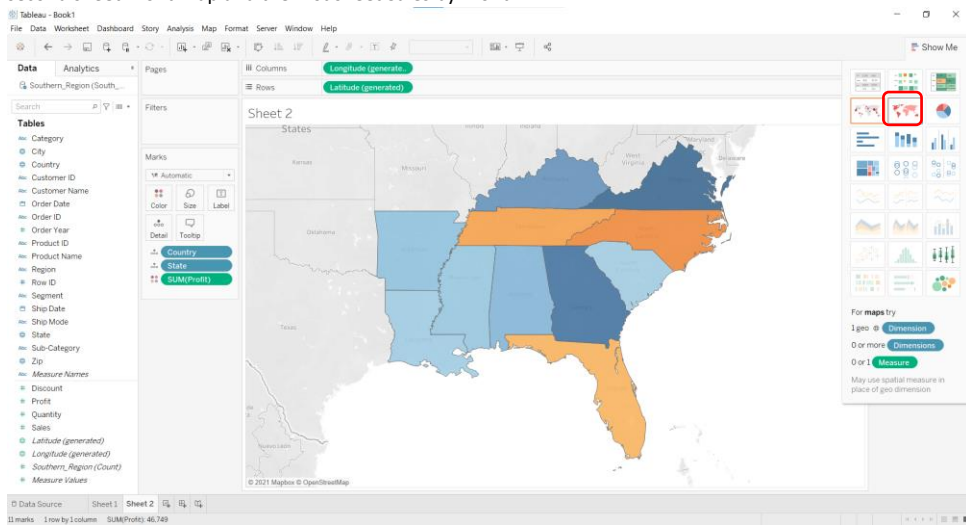 Tableau - Book1
File Data Worksheet Dashboard Story Analysis Map Format Server Window Help
Show Me
Data Analytics
Southern_Region (South_...
Search
Tables
Category
City
Country
Customer ID
Customer Name
Order Date
Order ID
Order Year
Product ID
Product Name
Region
Row ID
Segment
Ship Date
Ship Mode
State
Sub-Category
Zip
Measure Names
Discount
Profit
Quantity
Sales
Latitude (generated)
Longitude (generated)
Southern_Region (Count)
Measure Values
Pages
Filters
Marks
Automatic
Color Size Label
Detail Tooltip
Country
State
SUM(Profit)
Columns Longitude (generate..
Rows Latitude (generated)
Sheet 2
States
Kansas
Missouri
West
Virginia
Maryland
Delaware
Oklahoma
Texas
© 2021 Mapbox © OpenStreetMap
For maps try
1 geo Dimension
0 or more Dimensions
0 or 1 Measure
May use spatial measure in
place of geo dimension
Data Source Sheet 1 Sheet 2
11 marks 1 row by 1 column SUM(Profit): 46,749